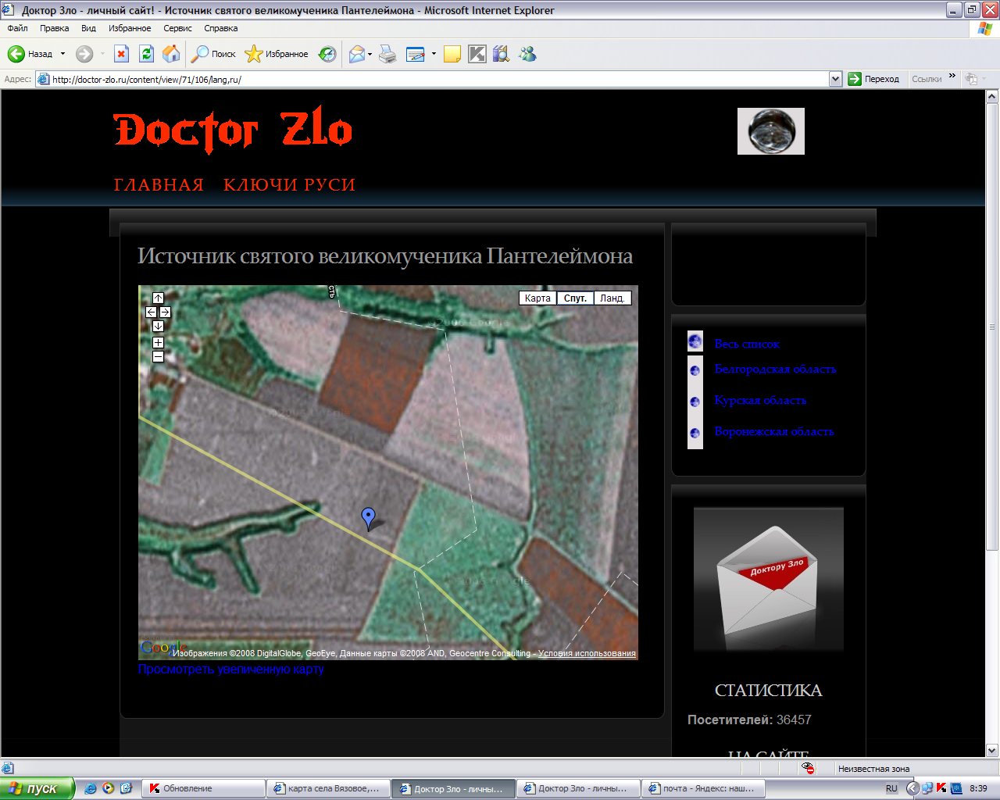 Доктор Зло - личный сайт! - Источник святого великомученика Пантелеймона - Microsoft Internet Explorer
Файл Правка Вид Избранное Сервис Справка
Назад Поиск Избранное
Адрес: http://doctor-zlo.ru/content/view/71/106/lang,ru/ Переход Ссылки »
Doctor Zlo
ГЛАВНАЯ КЛЮЧИ РУСИ
Источник святого великомученика Пантелеймона
Карта Спут. Ланд.
сть
©2008 Google
Google
Изображения ©2008 DigitalGlobe, GeoEye, Данные карты ©2008 AND, Geocentre Consulting - Условия использования
Просмотреть увеличенную карту
Весь список
Белгородская область
Курская область
Воронежская область
Доктору Зло
СТАТИСТИКА
Посетителей: 36457
НА САЙТЕ
Неизвестная зона
пуск Обновление карта села Вязовое,... Доктор Зло - личны... Доктор Зло - личны... почта - Яндекс: наш... RU 8:39